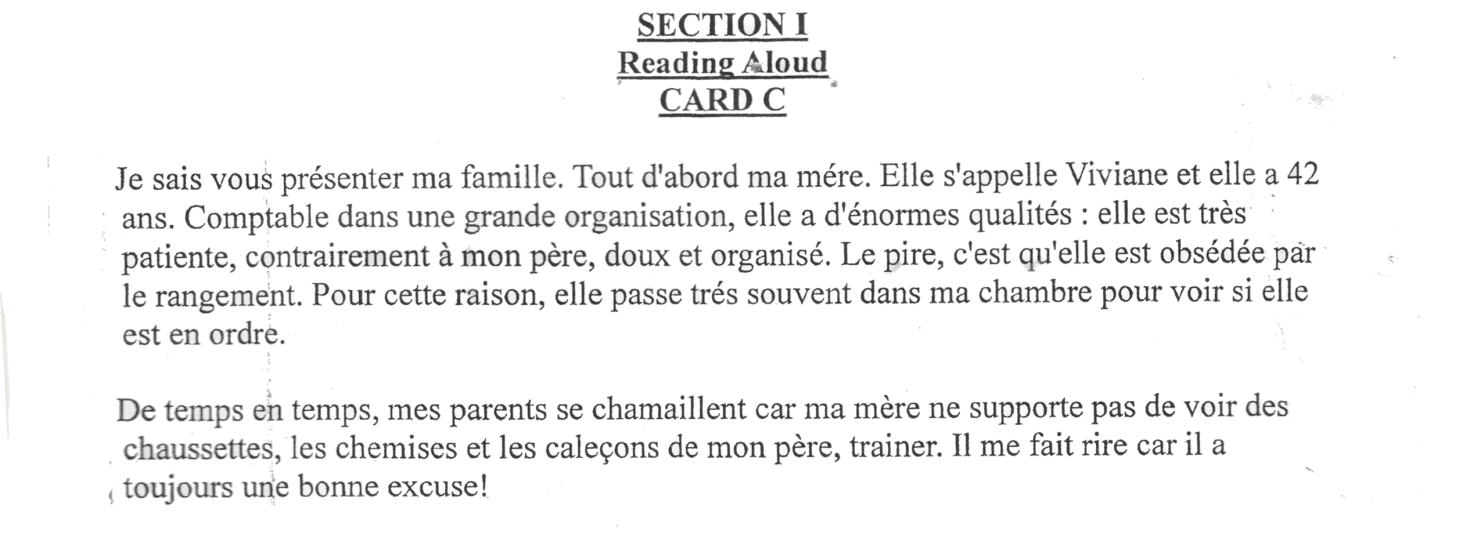 SECTION I
Reading Aloud
CARD C
Je sais vous présenter ma famille. Tout d'abord ma mére. Elle s'appelle Viviane et elle a 42
ans. Comptable dans une grande organisation, elle a d'énormes qualités : elle est très
patiente, contrairement à mon père, doux et organisé. Le pire, c'est qu'elle est obsédée par
le rangement. Pour cette raison, elle passe trés souvent dans ma chambre pour voir si elle
est en ordre.
De temps en temps, mes parents se chamaillent car ma mère ne supporte pas de voir des
chaussettes, les chemises et les caleçons de mon père, trainer. Il me fait rire car il a
toujours une bonne excuse!